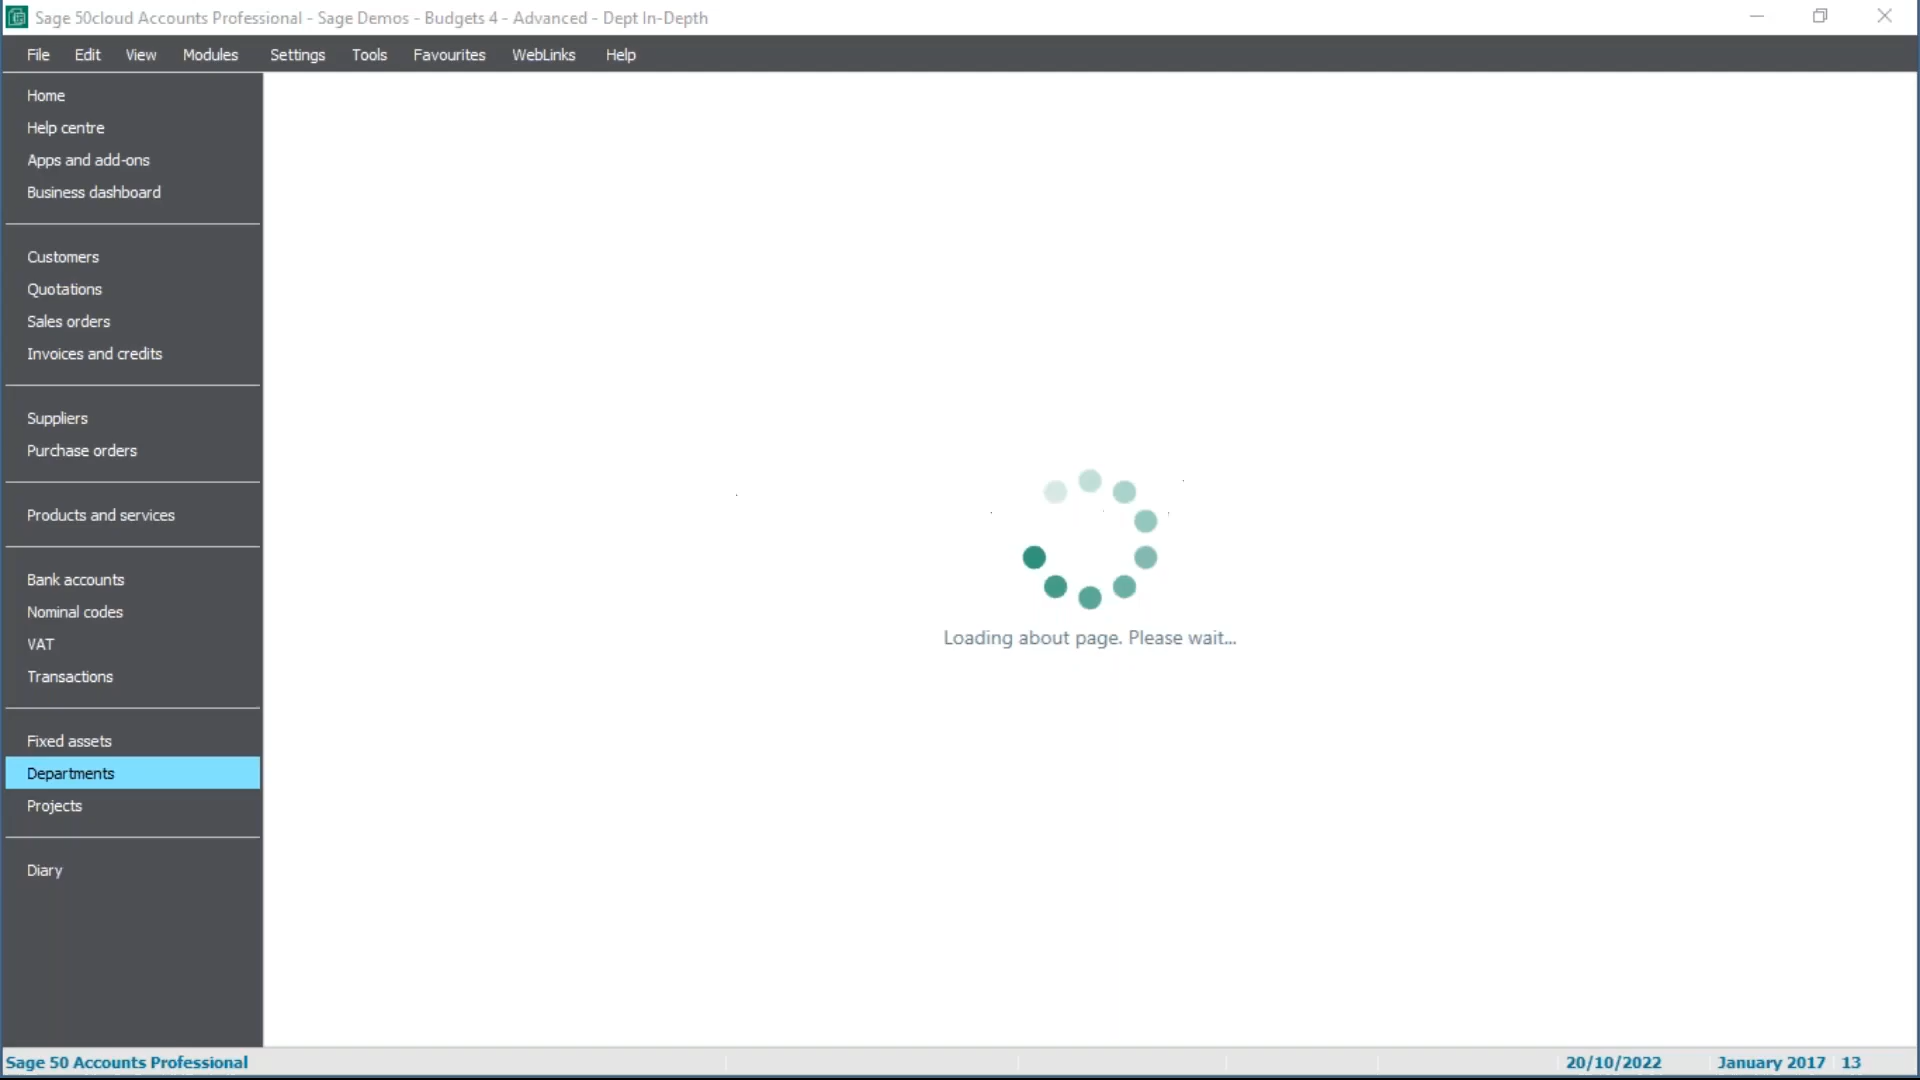 Sage 50cloud Accounts Professional - Sage Demos - Budgets 4 - Advanced - Dept In-Depth
File Edit View Modules Settings Tools Favourites WebLinks Help
Home
Help centre
Apps and add-ons
Business dashboard
Customers
Quotations
Sales orders
Invoices and credits
Suppliers
Purchase orders
Products and services
Bank accounts
Nominal codes
VAT
Transactions
Fixed assets
Departments
Projects
Diary
Loading about page. Please wait...
Sage 50 Accounts Professional 20/10/2022 January 2017 13